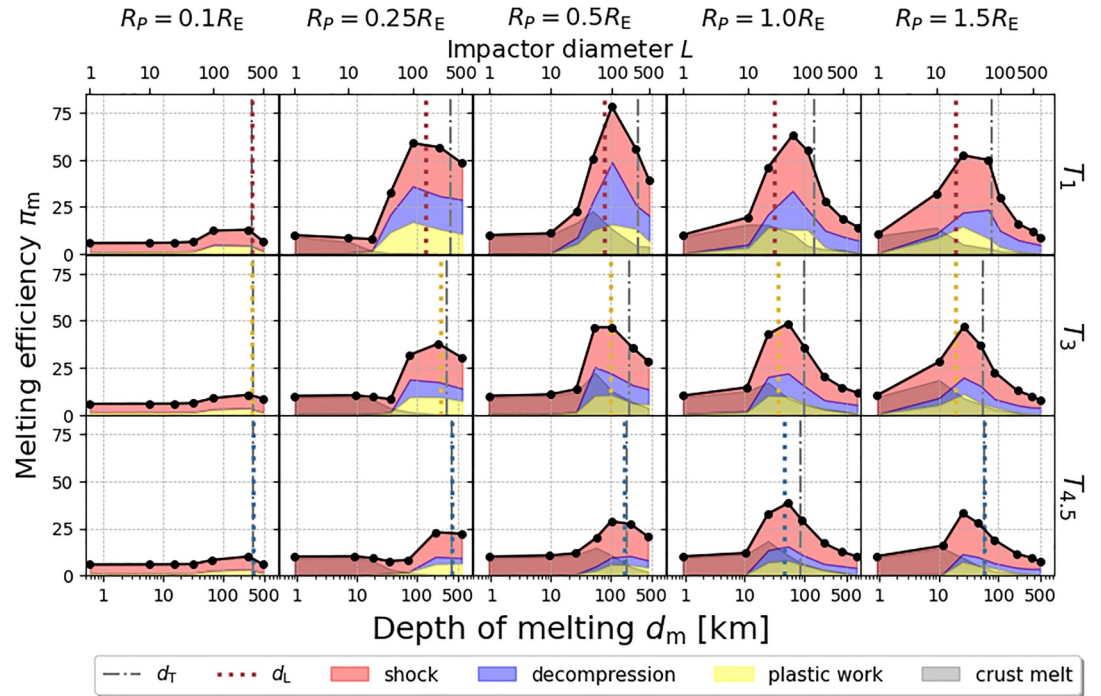 R_P = 0.1R_E R_P = 0.25R_E R_P = 0.5R_E R_P = 1.0R_E R_P = 1.5R_E
Impactor diameter L
1 10 100 500 1 10 100 500 1 10 100 500 1 10 100 500 1 10 100 500
75
50
25
0
T_1
75
50
25
0
T_3
75
50
25
0
T_4.5
Melting efficiency π_m
1 10 100 500 1 10 100 500 1 10 100 500 1 10 100 500 1 10 100 500
Depth of melting d_m [km]
d_T d_L shock decompression plastic work crust melt